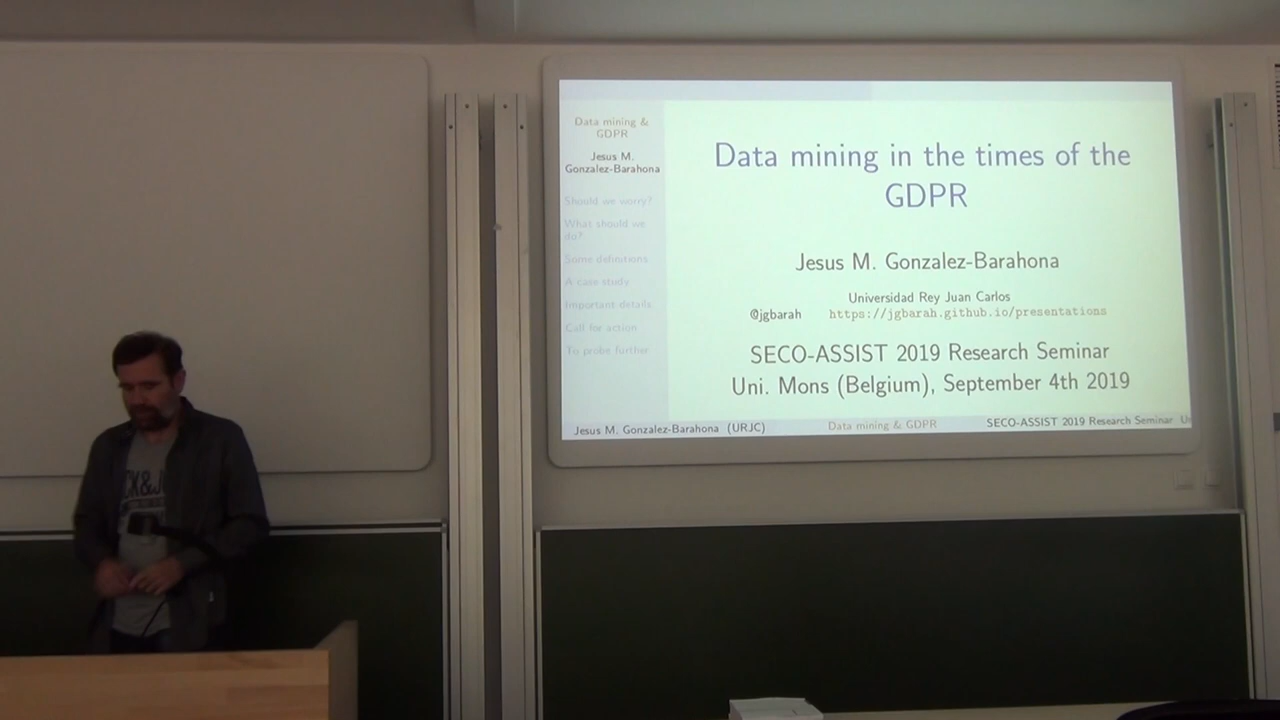 Data mining &
GDPR
Jesus M.
Gonzalez-Barahona
Should we worry?
What should we
do?
Some definitions
A case study
Important details
Call for action
To probe further
Data mining in the times of the
GDPR
Jesus M. Gonzalez-Barahona
Universidad Rey Juan Carlos
@jgbarah https://jgbarah.github.io/presentations
SECO-ASSIST 2019 Research Seminar
Uni. Mons (Belgium), September 4th 2019
Jesus M. Gonzalez-Barahona (URJC) Data mining & GDPR SECO-ASSIST 2019 Research Seminar